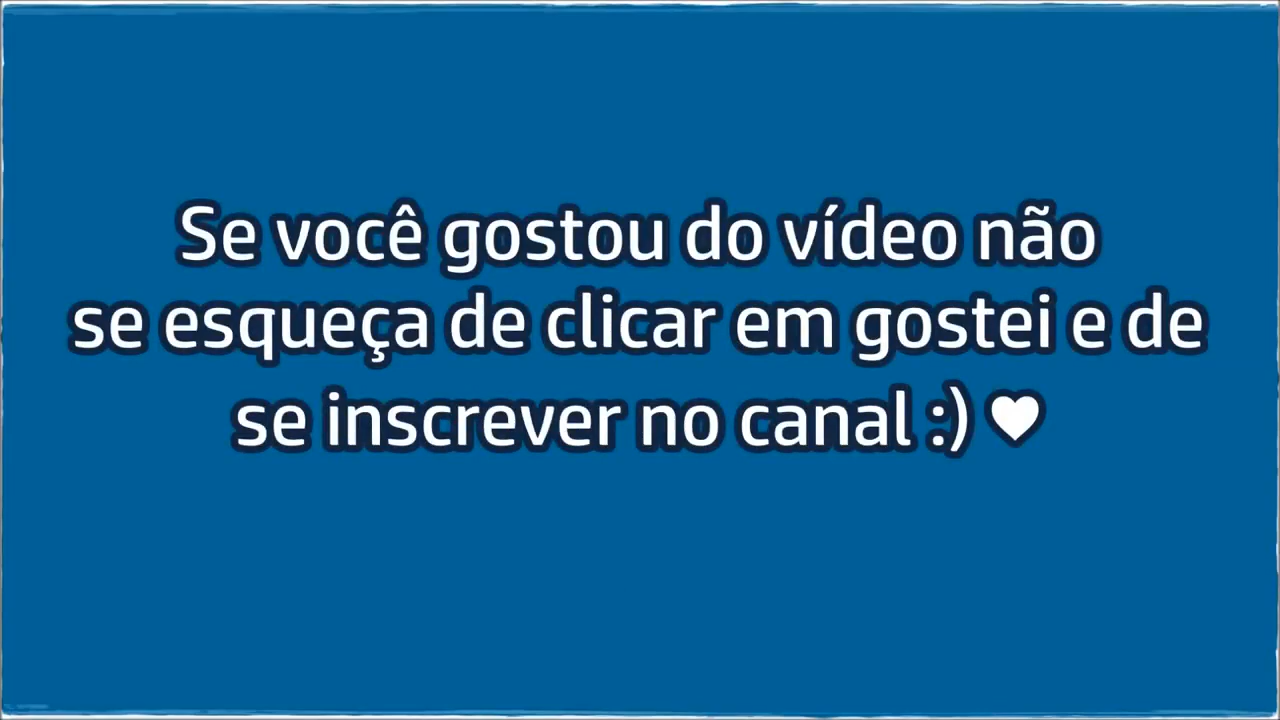 Se você gostou do vídeo não
se esqueça de clicar em gostei e de
se inscrever no canal :) ♥